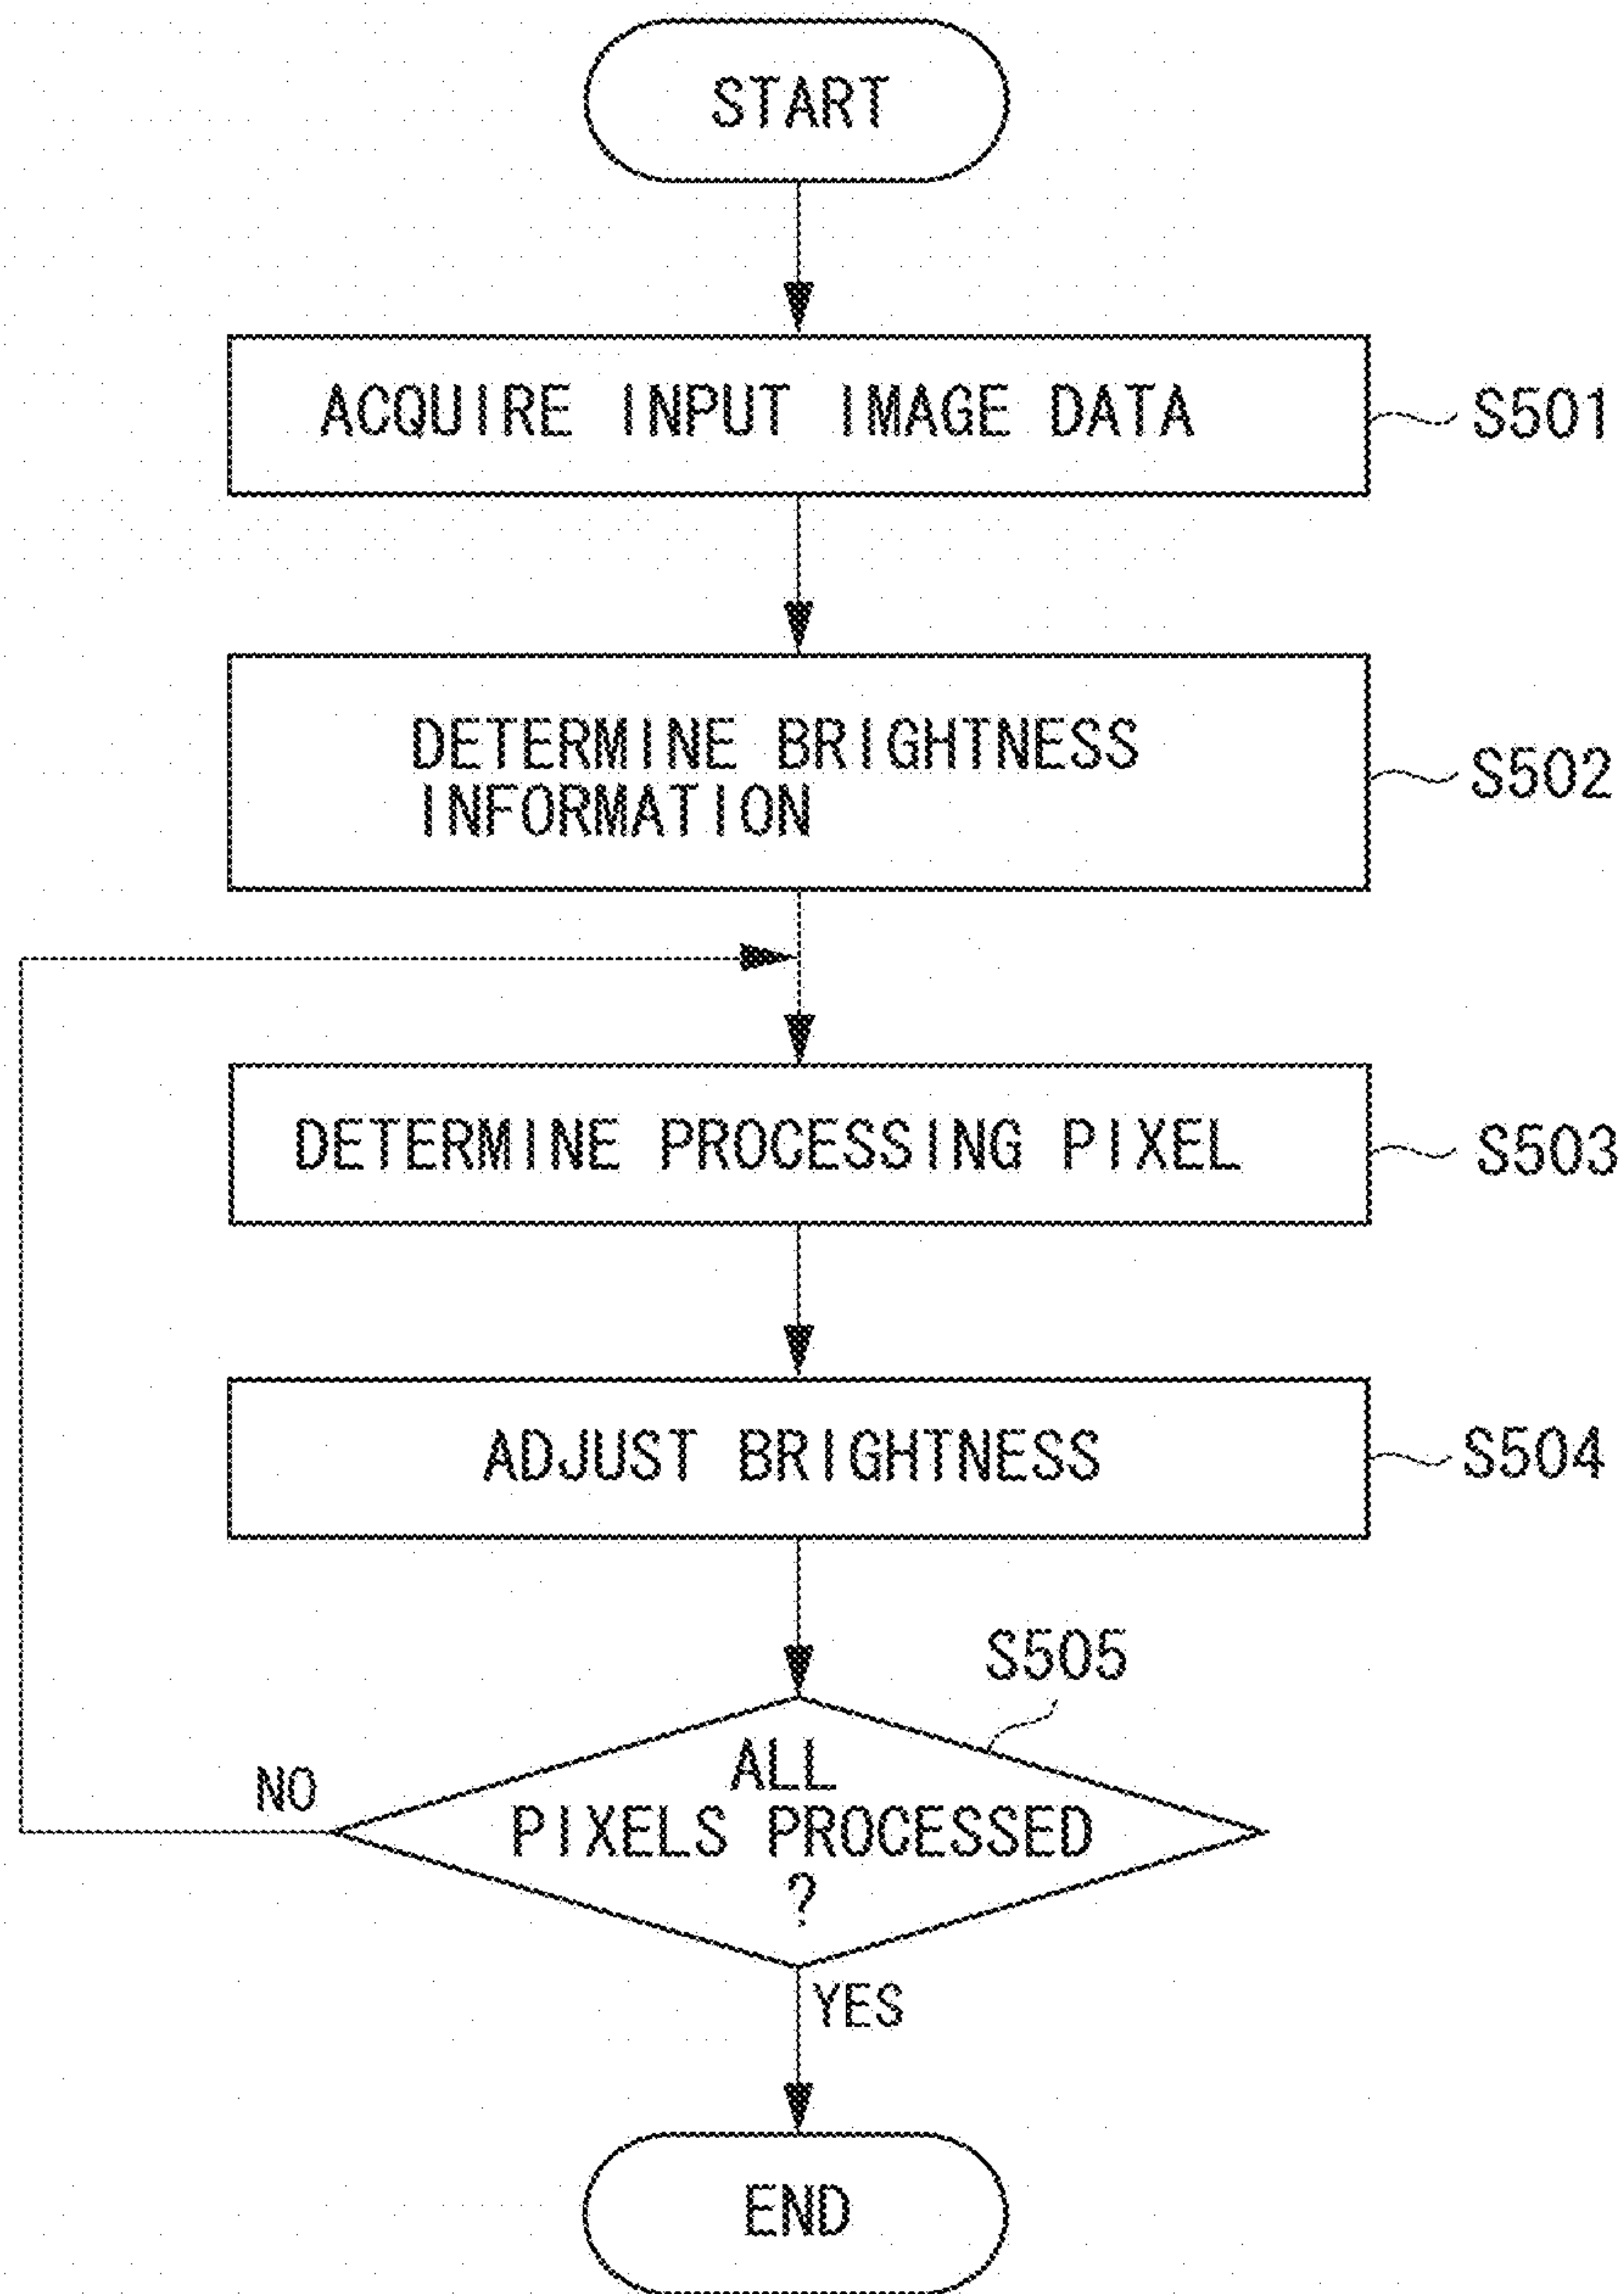 START
ACQUIRE INPUT IMAGE DATA
S501
DETERMINE BRIGHTNESS
INFORMATION
S502
DETERMINE PROCESSING PIXEL
S503
ADJUST BRIGHTNESS
S504
S505
ALL
PIXELS PROCESSED
?
NO
YES
END